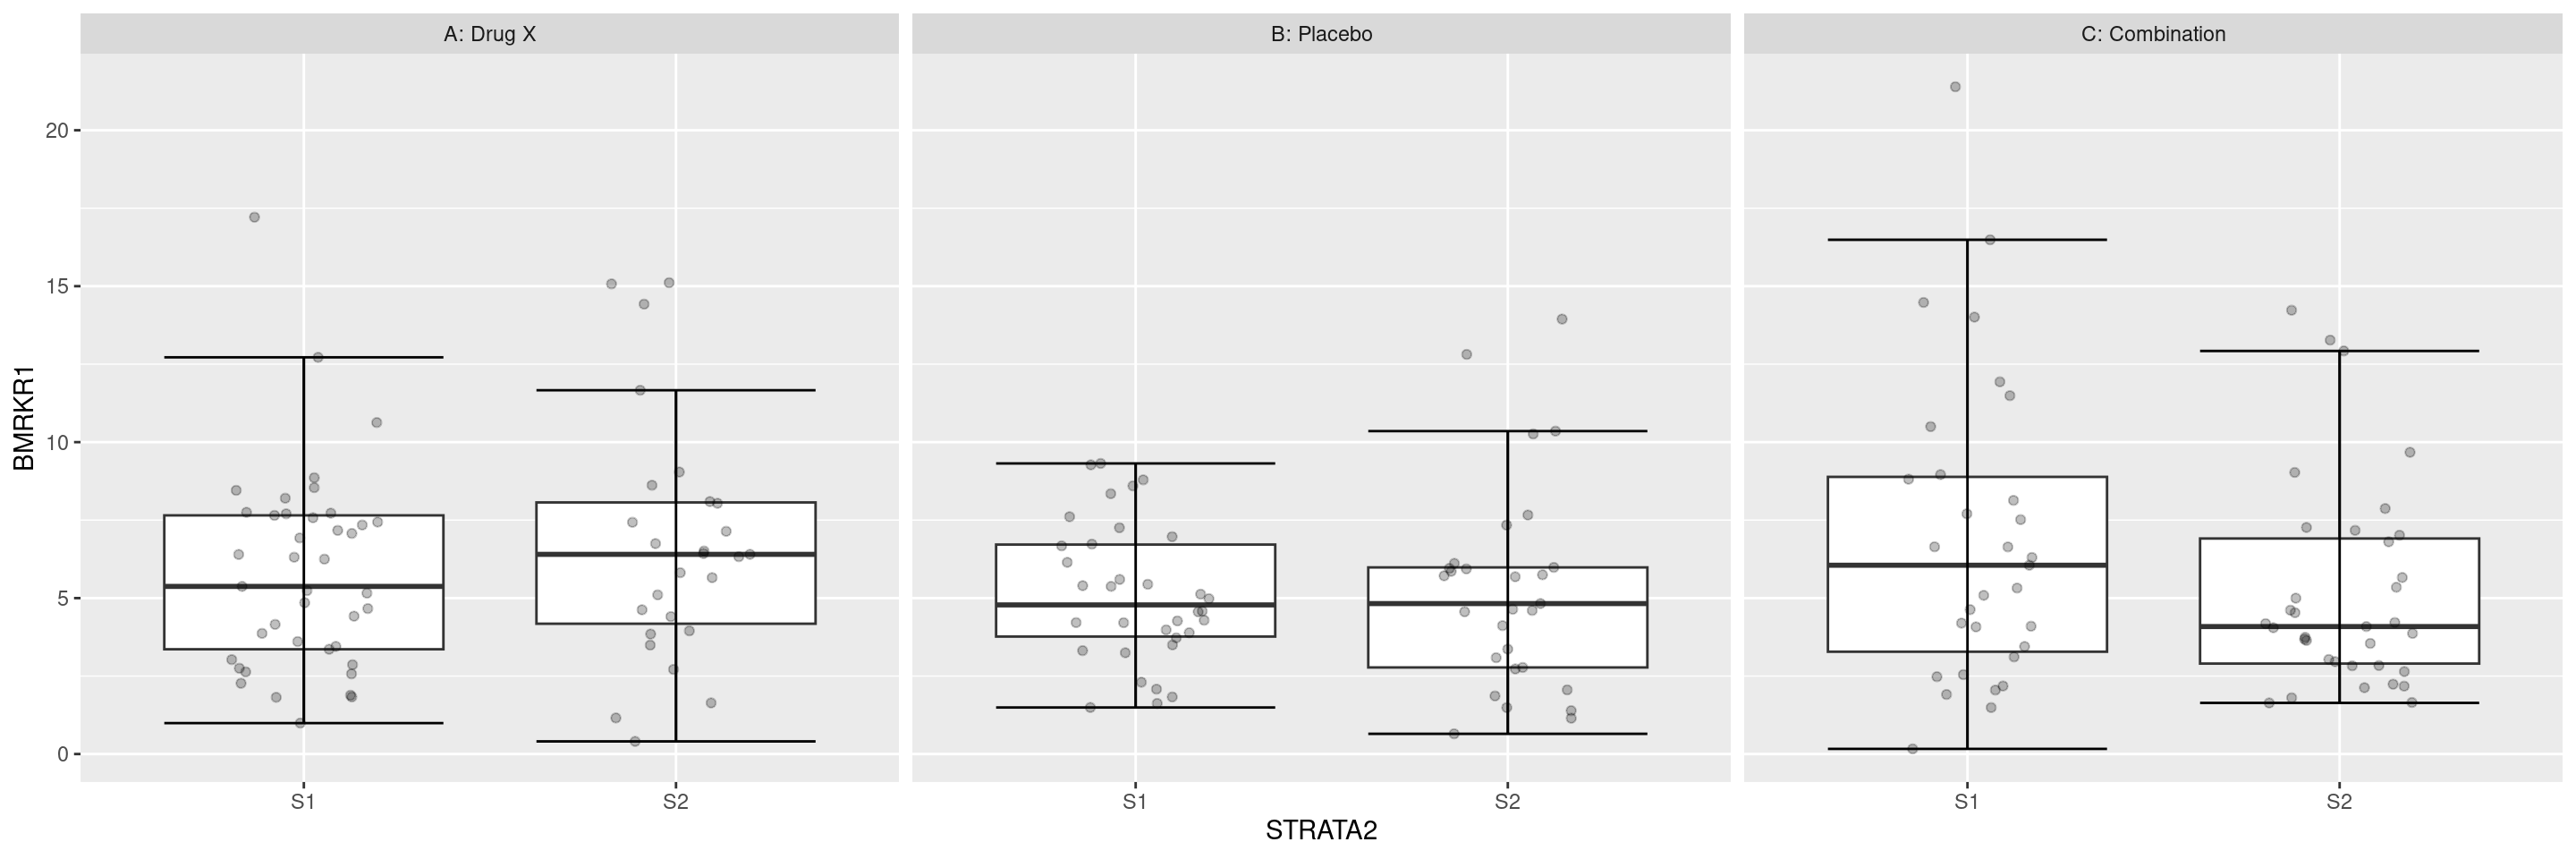 A: Drug X
B: Placebo
C: Combination
BMRKR1
20
15
10
5
0
S1
S2
S1
S2
S1
S2
STRATA2